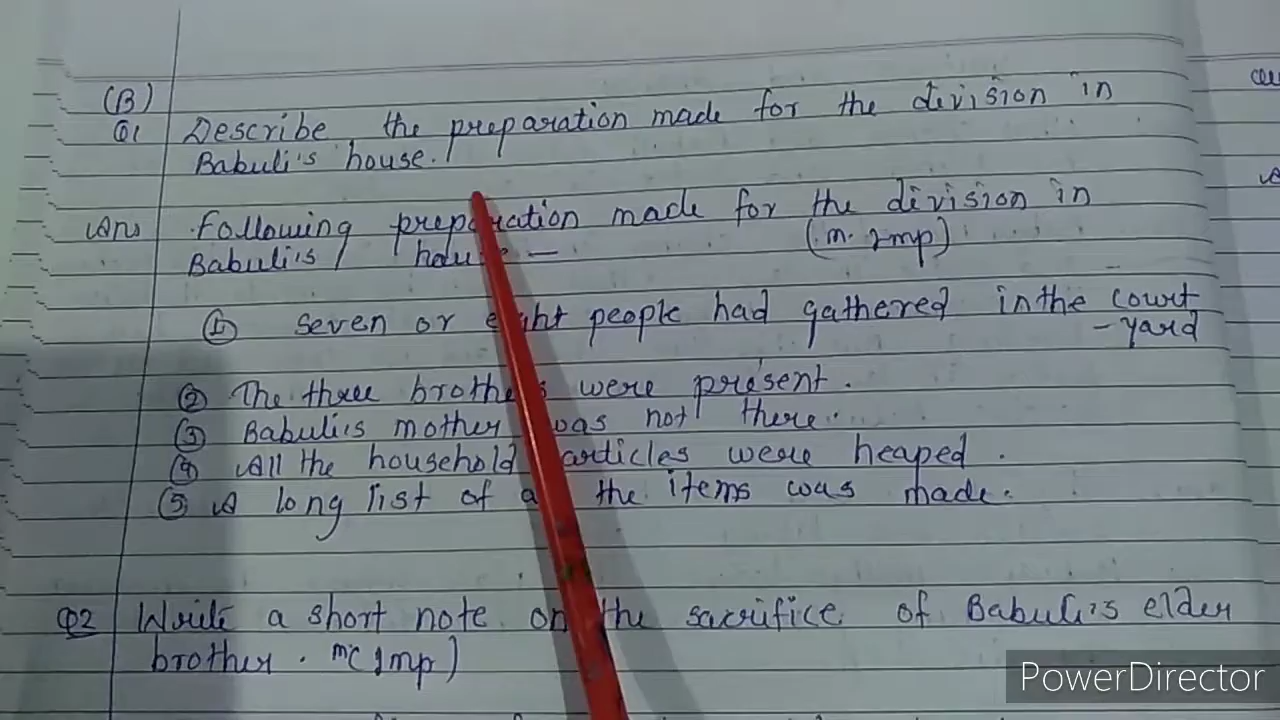 (B)
Q1 Describe the preparation made for the division in
Babuli's house.
Ans Following preparation made for the division in
Babuli's house — (m. Imp)
① Seven or eight people had gathered in the court
-yard
② The three brothers were present.
③ Babuli's mother was not there.
④ All the household articles were heaped.
⑤ A long list of the items was made.
Q2 Write a short note on the sacrifice of Babuli's elder
brother. m(Imp)
PowerDirector